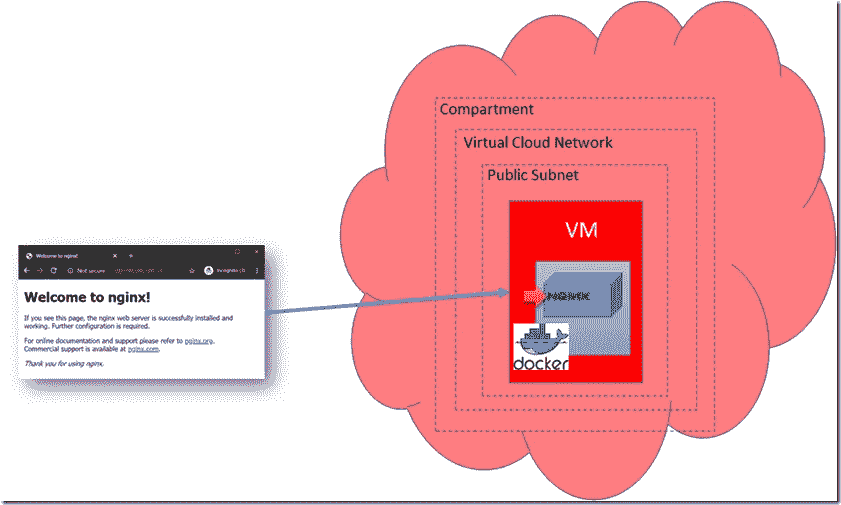 Compartment
Virtual Cloud Network
Public Subnet
VM
NGINX
docker
Welcome to nginx!
Not secure
Incognito
Welcome to nginx!
If you see this page, the nginx web server is successfully installed and
working. Further configuration is required.
For online documentation and support please refer to nginx.org.
Commercial support is available at nginx.com.
Thank you for using nginx.